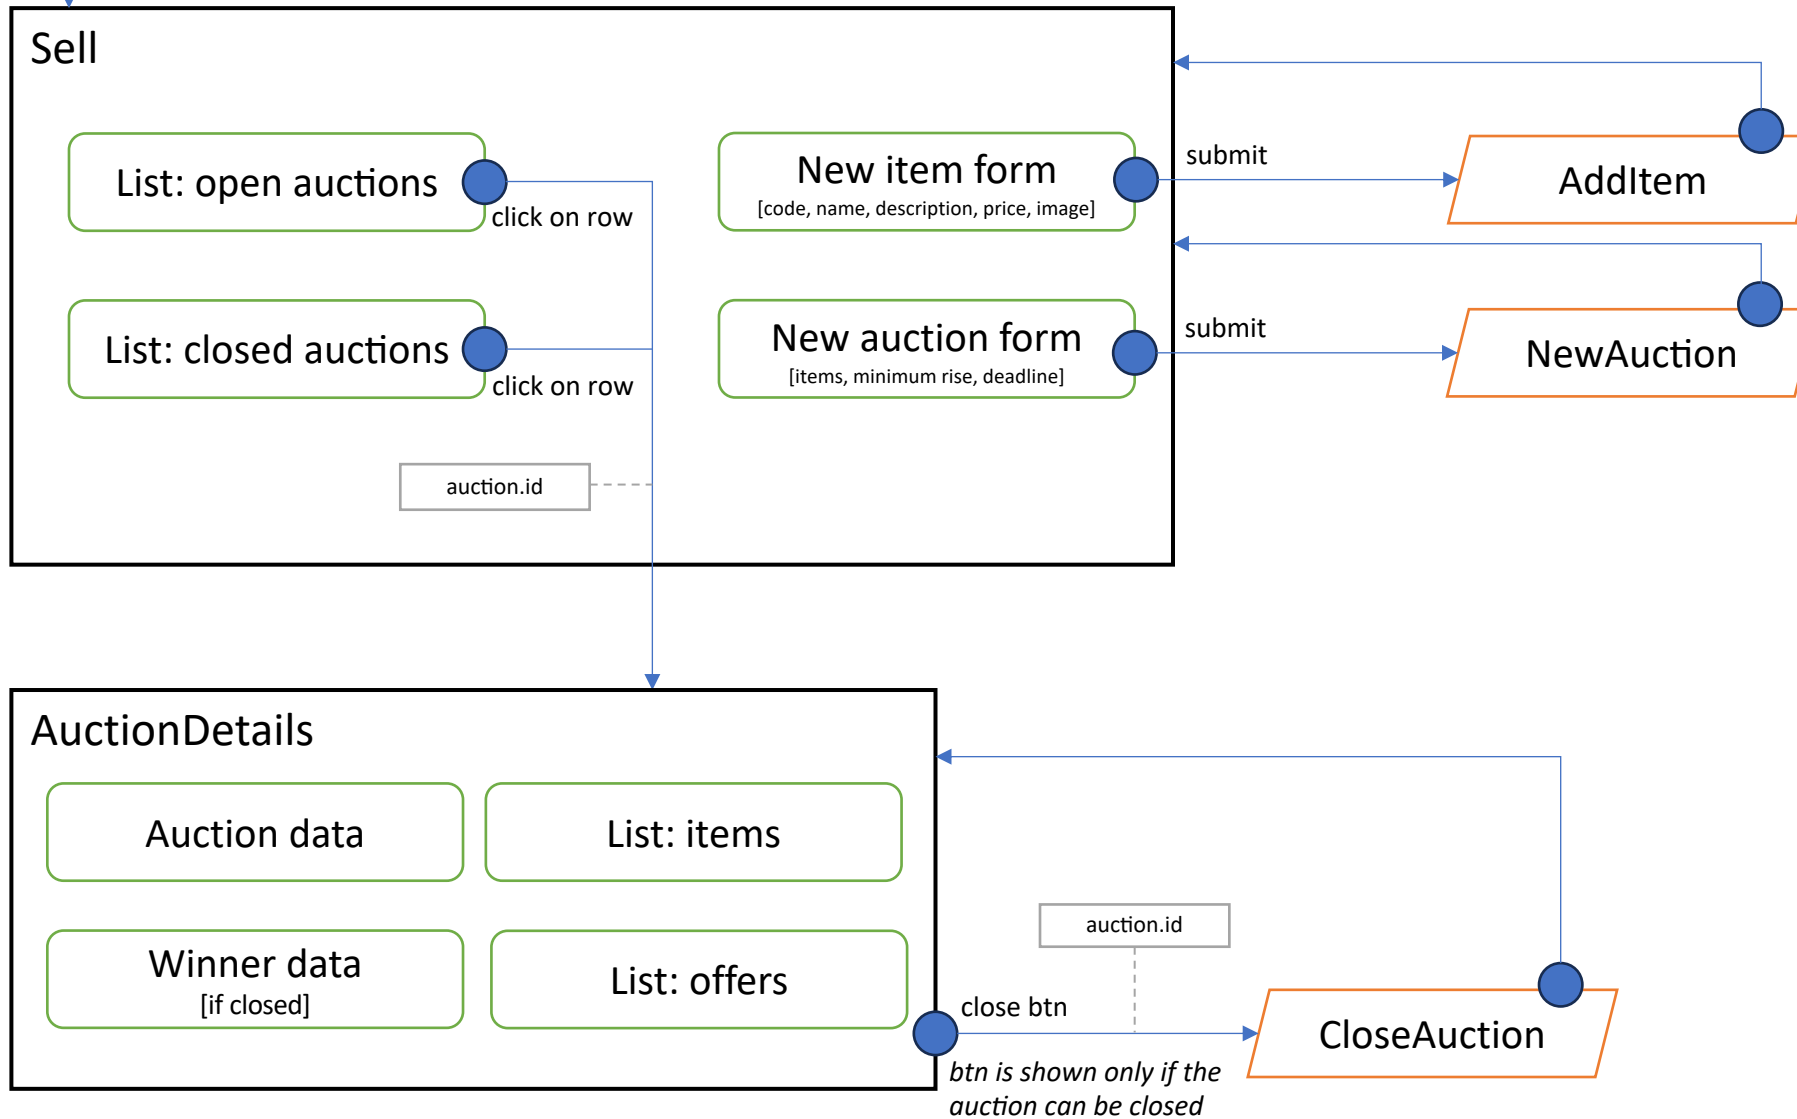 Sell
List: open auctions
click on row
New item form
[code, name, description, price, image]
submit
AddItem
List: closed auctions
click on row
New auction form
[items, minimum rise, deadline]
submit
NewAuction
auction.id
AuctionDetails
Auction data
List: items
Winner data
[if closed]
List: offers
auction.id
close btn
CloseAuction
btn is shown only if the
auction can be closed